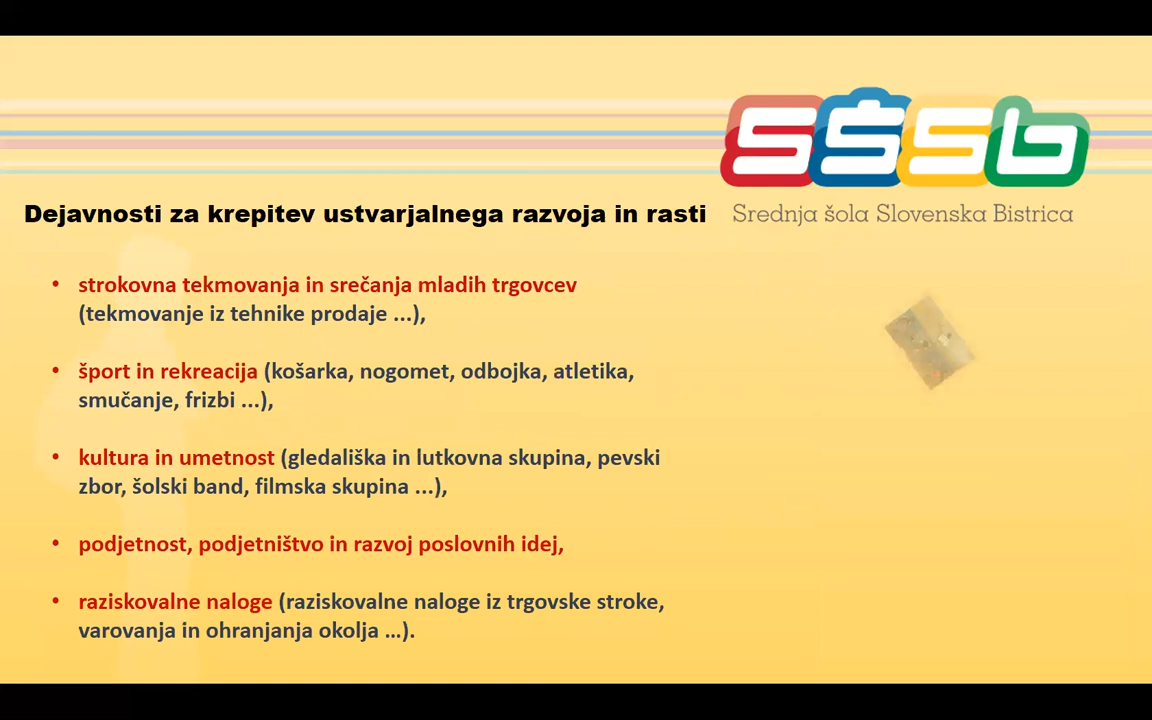 SŠSB
Srednja šola Slovenska Bistrica
Dejavnosti za krepitev ustvarjalnega razvoja in rasti
• strokovna tekmovanja in srečanja mladih trgovcev
(tekmovanje iz tehnike prodaje ...),
• šport in rekreacija (košarka, nogomet, odbojka, atletika,
smučanje, frizbi ...),
• kultura in umetnost (gledališka in lutkovna skupina, pevski
zbor, šolski band, filmska skupina ...),
• podjetnost, podjetništvo in razvoj poslovnih idej,
• raziskovalne naloge (raziskovalne naloge iz trgovske stroke,
varovanja in ohranjanja okolja ...).